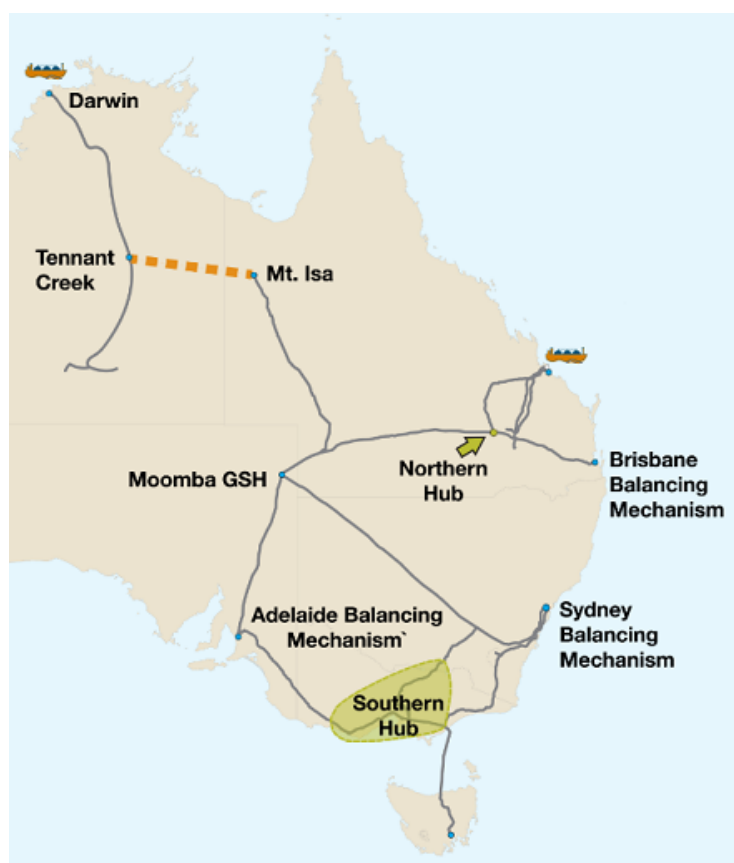 Darwin
Tennant
Creek
Mt. Isa
Northern
Hub
Moomba GSH
Brisbane
Balancing
Mechanism
Adelaide Balancing
Mechanism`
Sydney
Balancing
Mechanism
Southern
Hub